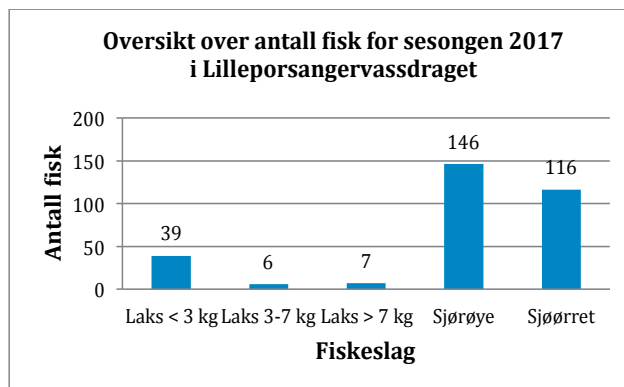 Oversikt over antall fisk for sesongen 2017
i Lilleporsangervassdraget
Antall fisk
200
150
100
50
0
39
6
7
146
116
Laks < 3 kg Laks 3-7 kg Laks > 7 kg Sjørøye Sjøørret
Fiskeslag